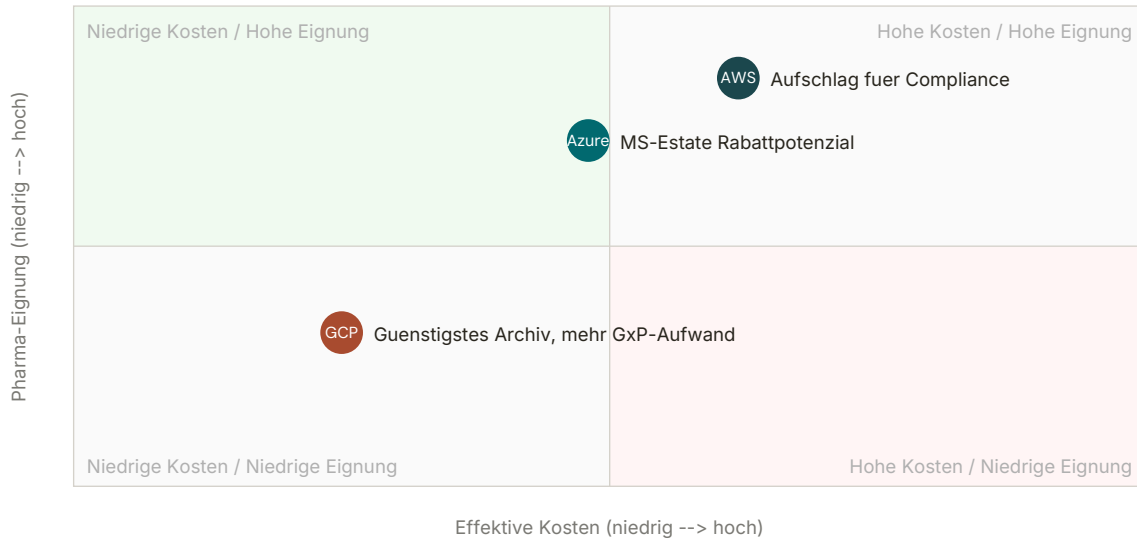 Niedrige Kosten / Hohe Eignung
Hohe Kosten / Hohe Eignung
AWS Aufschlag fuer Compliance
Azure MS-Estate Rabattpotenzial
Pharma-Eignung (niedrig --> hoch)
GCP Guenstigstes Archiv, mehr GxP-Aufwand
Niedrige Kosten / Niedrige Eignung
Hohe Kosten / Niedrige Eignung
Effektive Kosten (niedrig --> hoch)